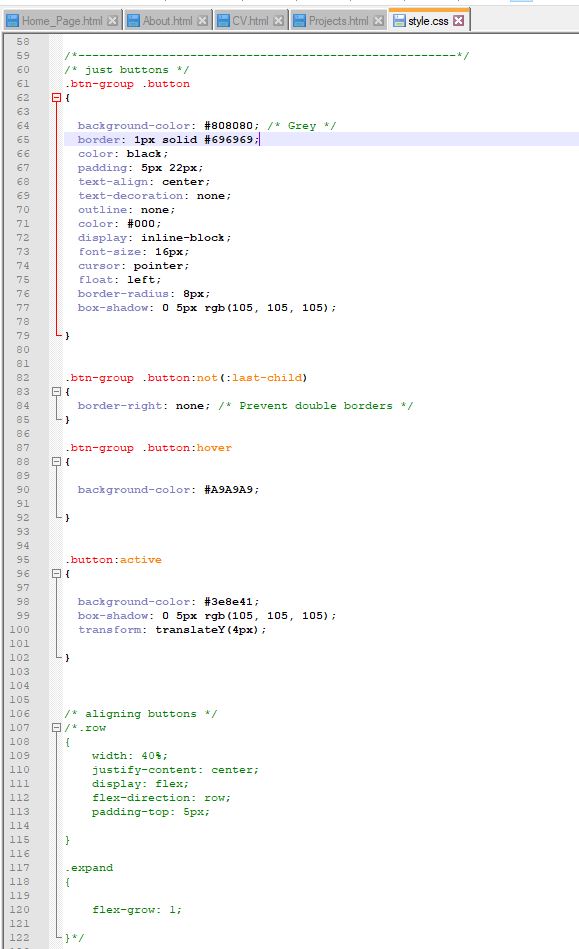 Home_Page.html About.html CV.html Projects.html style.css
58
59 /*------------------------------------------------------*/
60 /* just buttons */
61 .btn-group .button
62 {
63
64 background-color: #808080; /* Grey */
65 border: 1px solid #696969;
66 color: black;
67 padding: 5px 22px;
68 text-align: center;
69 text-decoration: none;
70 outline: none;
71 color: #000;
72 display: inline-block;
73 font-size: 16px;
74 cursor: pointer;
75 float: left;
76 border-radius: 8px;
77 box-shadow: 0 5px rgb(105, 105, 105);
78
79 }
80
81
82 .btn-group .button:not(:last-child)
83 {
84 border-right: none; /* Prevent double borders */
85 }
86
87 .btn-group .button:hover
88 {
89
90 background-color: #A9A9A9;
91
92 }
93
94
95 .button:active
96 {
97
98 background-color: #3e8e41;
99 box-shadow: 0 5px rgb(105, 105, 105);
100 transform: translateY(4px);
101
102 }
103
104
105
106 /* aligning buttons */
107 /*.row
108 {
109 width: 40%;
110 justify-content: center;
111 display: flex;
112 flex-direction: row;
113 padding-top: 5px;
114
115 }
116
117 .expand
118 {
119
120 flex-grow: 1;
121
122 }*/